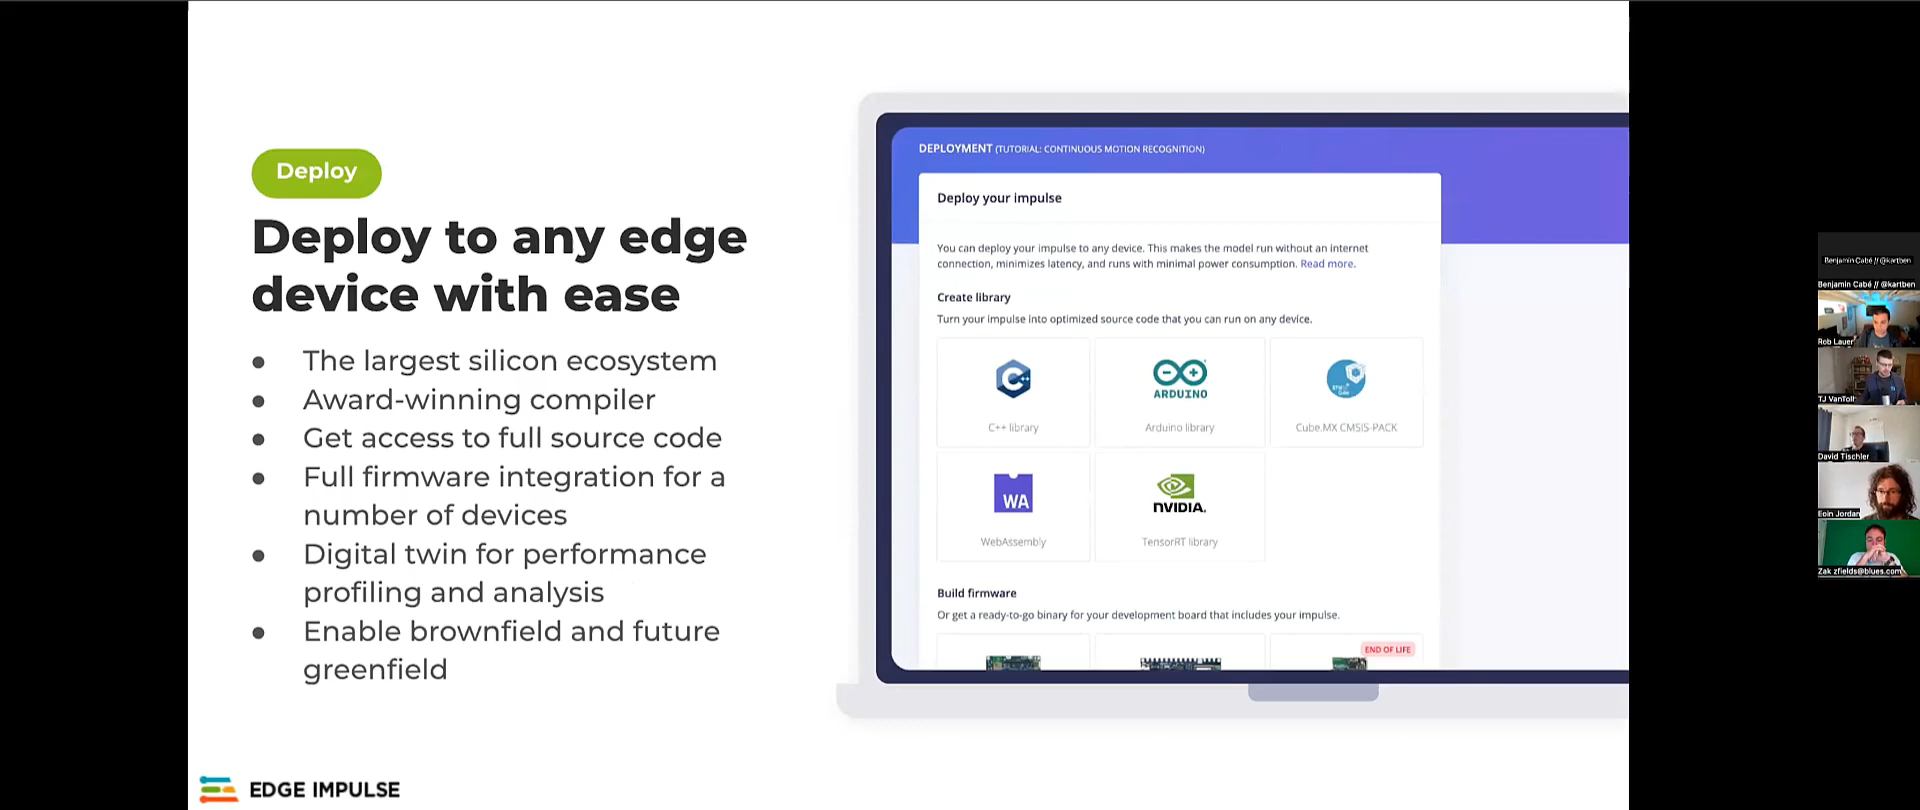 Deploy
Deploy to any edge
device with ease
● The largest silicon ecosystem
● Award-winning compiler
● Get access to full source code
● Full firmware integration for a
number of devices
● Digital twin for performance
profiling and analysis
● Enable brownfield and future
greenfield
EDGE IMPULSE
DEPLOYMENT (TUTORIAL: CONTINUOUS MOTION RECOGNITION)
Deploy your impulse
You can deploy your impulse to any device. This makes the model run without an internet
connection, minimizes latency, and runs with minimal power consumption. Read more.
Create library
Turn your impulse into optimized source code that you can run on any device.
C++
ARDUINO
C++ library
Arduino library
Cube.MX CMSIS-PACK
WA
NVIDIA.
WebAssembly
TensorRT library
Build firmware
Or get a ready-to-go binary for your development board that includes your impulse.
END OF LIFE
Benjamin Cabé // @kartben
Benjamin Cabé // @kartben
Rob Lauer
TJ VanToll
David Tischler
Eoin Jordan
Zak zfields@blues.com